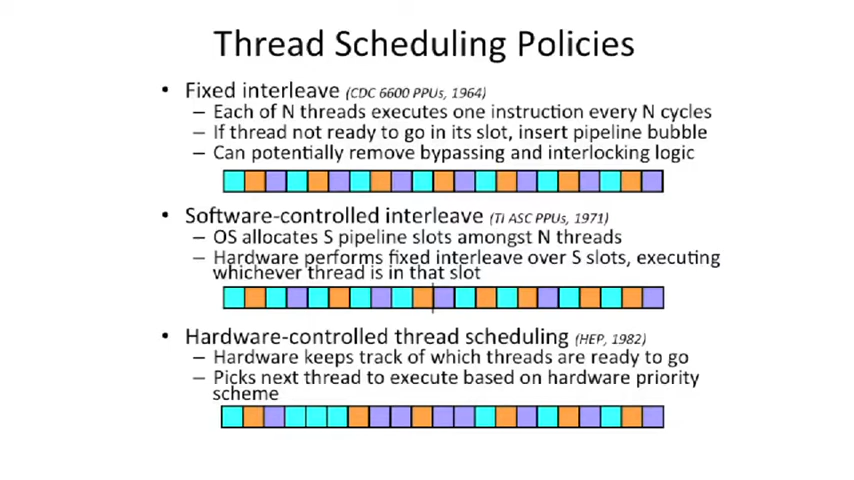 Thread Scheduling Policies
• Fixed interleave (CDC 6600 PPUs, 1964)
– Each of N threads executes one instruction every N cycles
– If thread not ready to go in its slot, insert pipeline bubble
– Can potentially remove bypassing and interlocking logic
• Software-controlled interleave (TI ASC PPUs, 1971)
– OS allocates S pipeline slots amongst N threads
– Hardware performs fixed interleave over S slots, executing
whichever thread is in that slot
• Hardware-controlled thread scheduling (HEP, 1982)
– Hardware keeps track of which threads are ready to go
– Picks next thread to execute based on hardware priority
scheme